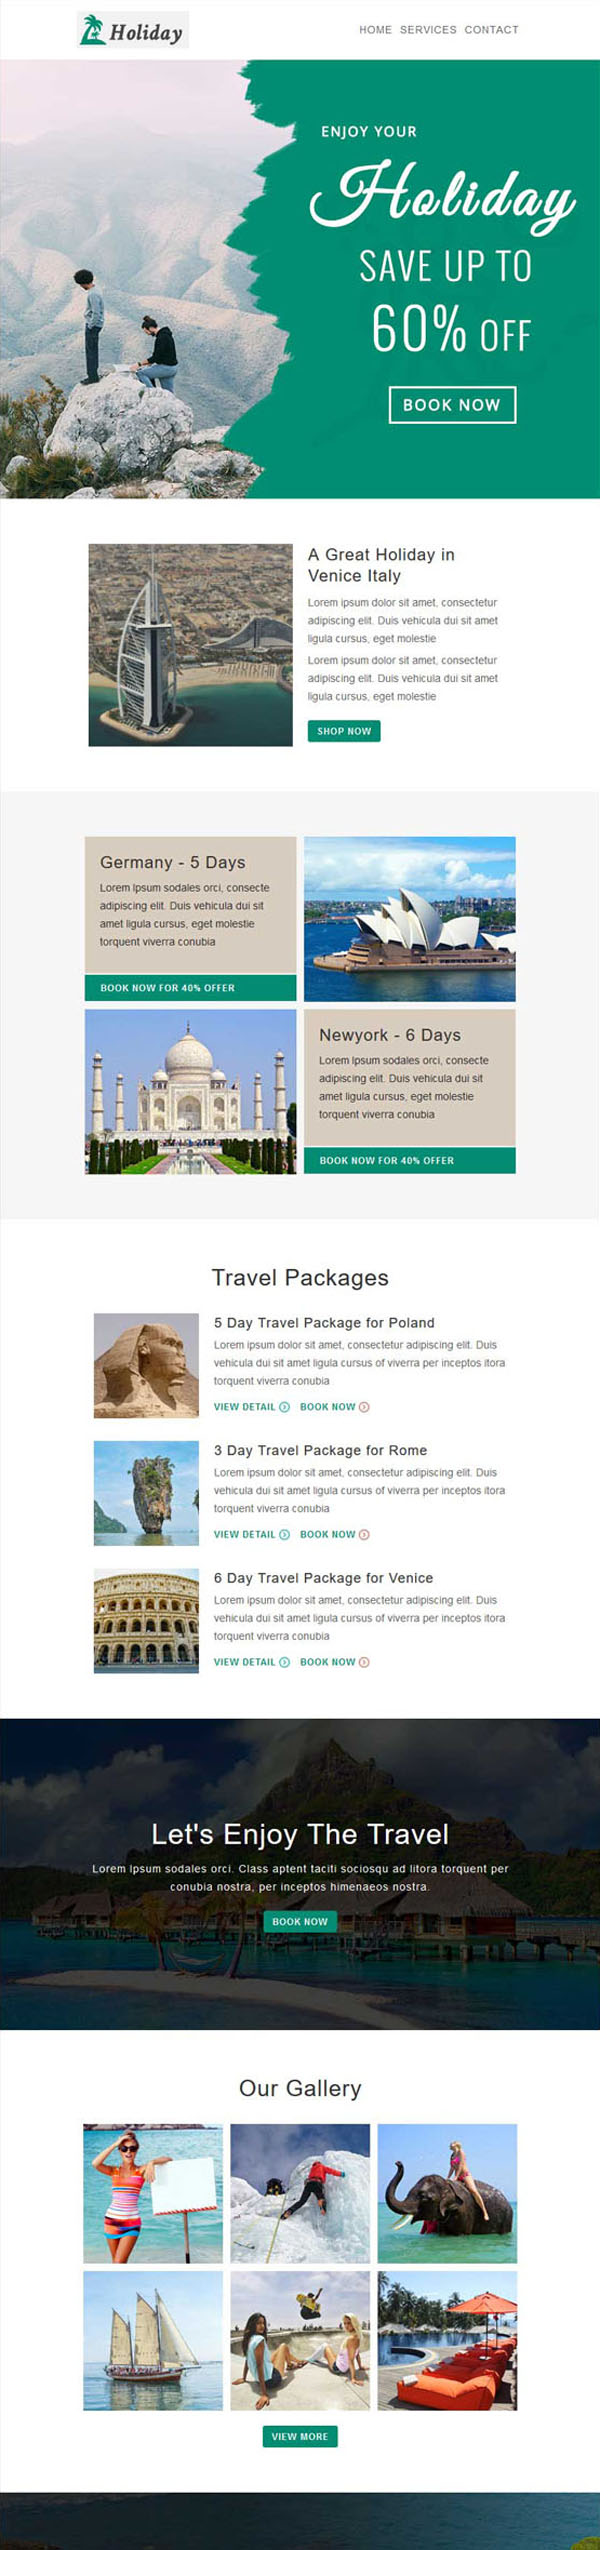 Holiday
HOME SERVICES CONTACT
ENJOY YOUR
Holiday
SAVE UP TO
60% OFF
BOOK NOW
A Great Holiday in
Venice Italy
Lorem ipsum dolor sit amet, consectetur
adipiscing elit. Duis vehicula dui sit amet
ligula cursus, eget molestie
Lorem ipsum dolor sit amet, consectetur
adipiscing elit. Duis vehicula dui sit amet
ligula cursus, eget molestie
SHOP NOW
Germany - 5 Days
Lorem Ipsum sodales orci, consecte
adipiscing elit. Duis vehicula dui sit
amet ligula cursus, eget molestie
torquent viverra conubia
BOOK NOW FOR 40% OFFER
Newyork - 6 Days
Lorem Ipsum sodales orci, consecte
adipiscing elit. Duis vehicula dui sit
amet ligula cursus, eget molestie
torquent viverra conubia
BOOK NOW FOR 40% OFFER
Travel Packages
5 Day Travel Package for Poland
Lorem ipsum dolor sit amet, consectetur adipiscing elit. Duis
vehicula dui sit amet ligula cursus of viverra per inceptos itora
torquent viverra conubia
VIEW DETAIL BOOK NOW
3 Day Travel Package for Rome
Lorem ipsum dolor sit amet, consectetur adipiscing elit. Duis
vehicula dui sit amet ligula cursus of viverra per inceptos itora
torquent viverra conubia
VIEW DETAIL BOOK NOW
6 Day Travel Package for Venice
Lorem ipsum dolor sit amet, consectetur adipiscing elit. Duis
vehicula dui sit amet ligula cursus of viverra per inceptos itora
torquent viverra conubia
VIEW DETAIL BOOK NOW
Let's Enjoy The Travel
Lorem Ipsum sodales orci. Class aptent taciti sociosqu ad litora torquent per
conubia nostra, per inceptos himenaeos nostra.
BOOK NOW
Our Gallery
VIEW MORE